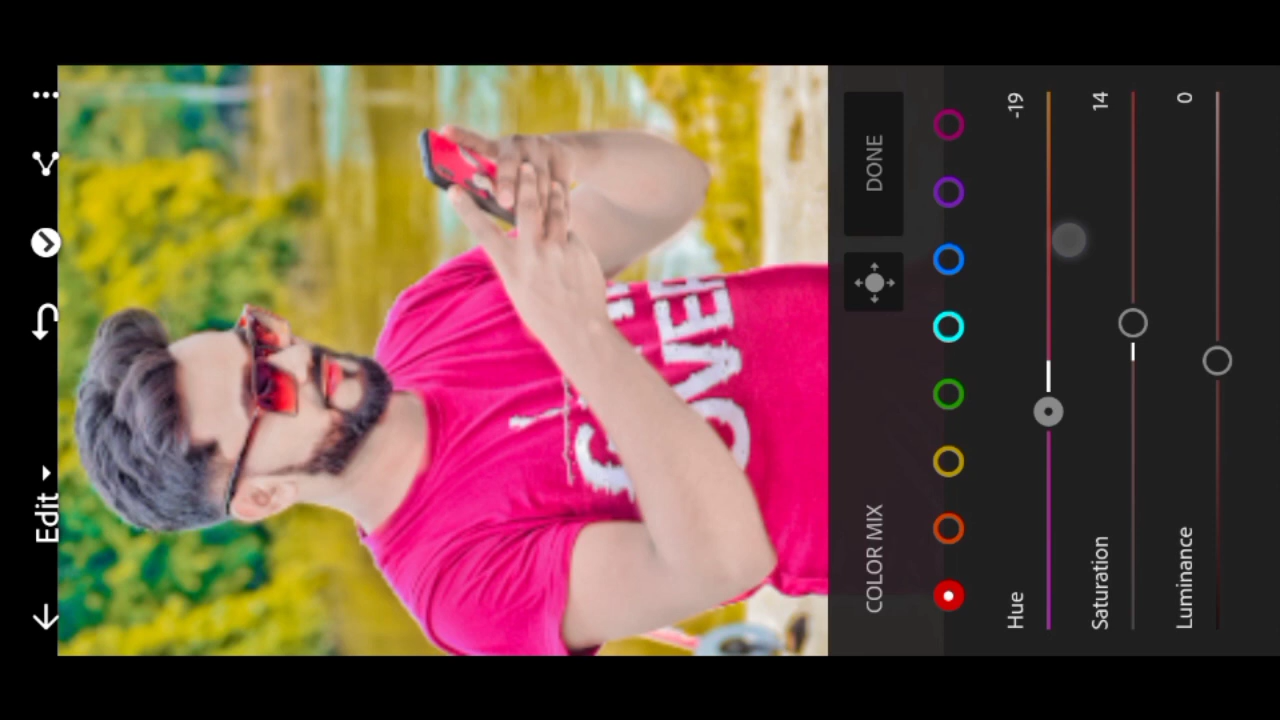 Edit
COLOR MIX
DONE
Hue
-19
Saturation
14
Luminance
0